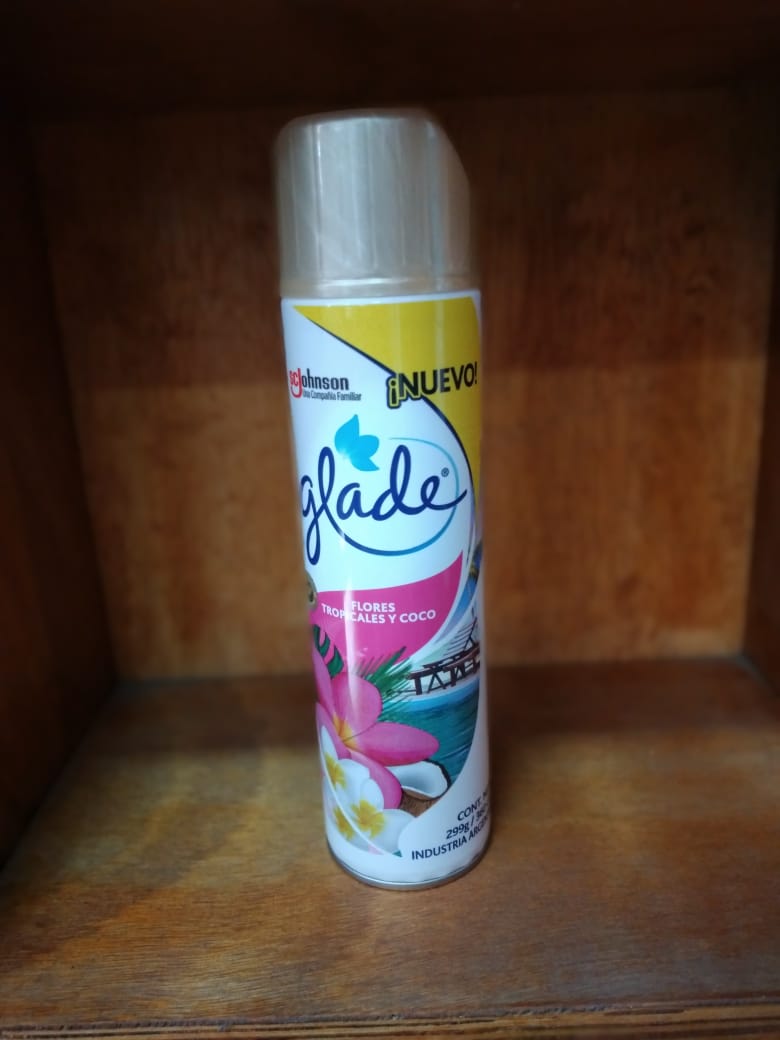 SCJohnson
Una Compañía Familiar
¡NUEVO!
glade®
FLORES
TROPICALES Y COCO
CONT.
299g /
INDUSTRIA